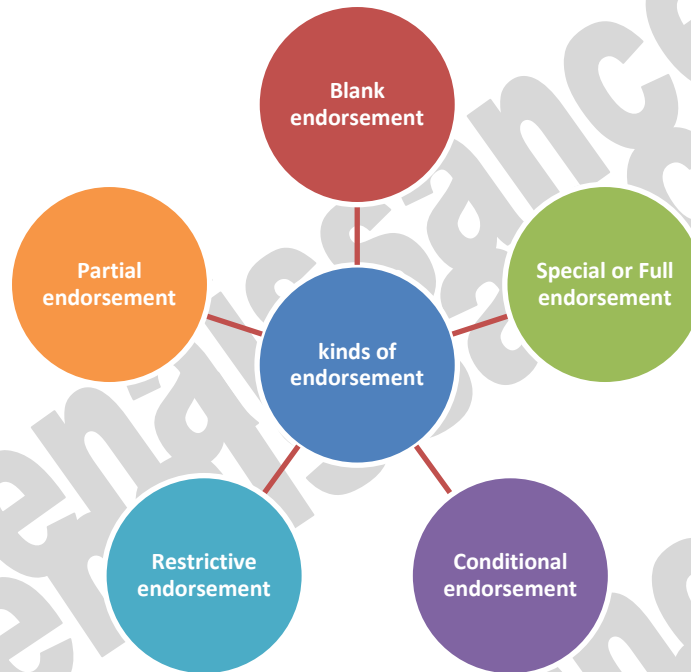 Blank
endorsement
Special or Full
endorsement
Conditional
endorsement
Restrictive
endorsement
Partial
endorsement
kinds of
endorsement